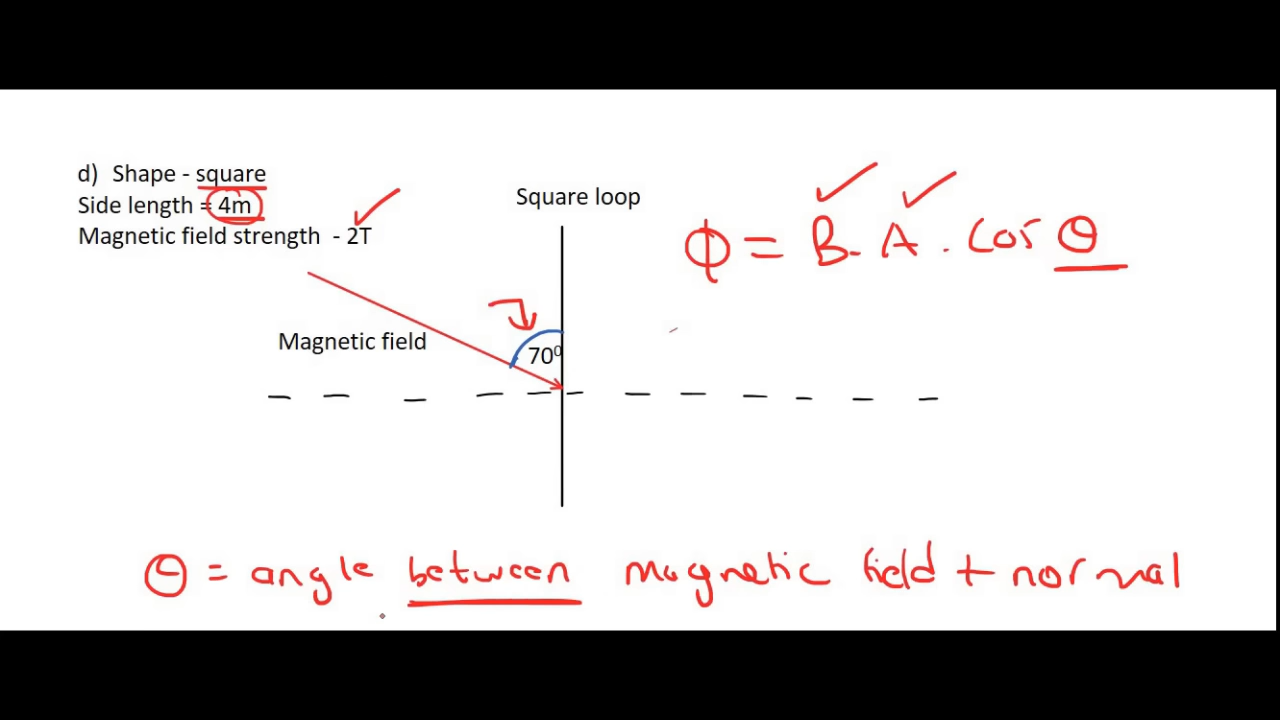 d) Shape - square
Side length = 4m
Magnetic field strength - 2T
Square loop
Φ = B. A . cos θ
Magnetic field
70⁰
θ = angle between magnetic field + normal